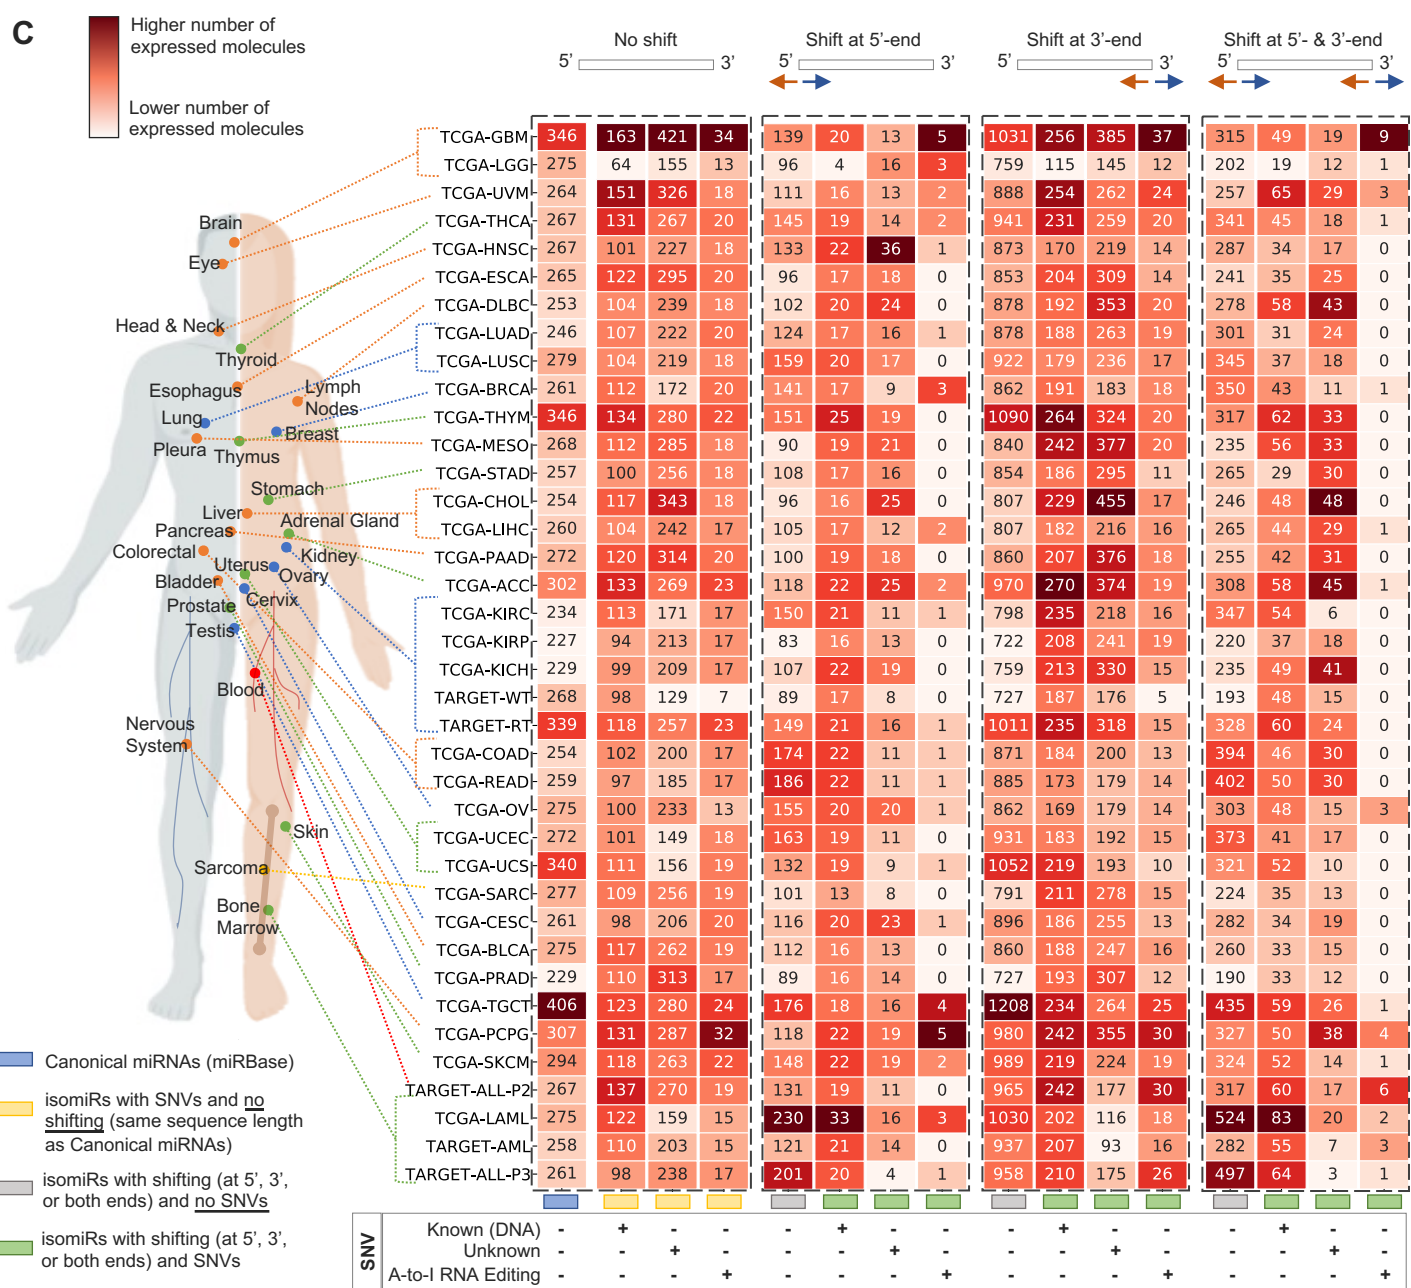 C
Higher number of
expressed molecules
Lower number of
expressed molecules
No shift
5’ 3’
Shift at 5’-end
5’ 3’
Shift at 3’-end
5’ 3’
Shift at 5’- & 3’-end
5’ 3’
TCGA-GBM 346 163 421 34 139 20 13 5 1031 256 385 37 315 49 19 9
TCGA-LGG 275 64 155 13 96 4 16 3 759 115 145 12 202 19 12 1
TCGA-UVM 264 151 326 18 111 16 13 2 888 254 262 24 257 65 29 3
TCGA-THCA 267 131 267 20 145 19 14 2 941 231 259 20 341 45 18 1
TCGA-HNSC 267 101 227 18 133 22 36 1 873 170 219 14 287 34 17 0
TCGA-ESCA 265 122 295 20 96 17 18 0 853 204 309 14 241 35 25 0
TCGA-DLBC 253 104 239 18 102 20 24 0 878 192 353 20 278 58 43 0
TCGA-LUAD 246 107 222 20 124 17 16 1 878 188 263 19 301 31 24 0
TCGA-LUSC 279 104 219 18 159 20 17 0 922 179 236 17 345 37 18 0
TCGA-BRCA 261 112 172 20 141 17 9 3 862 191 183 18 350 43 11 1
TCGA-THYM 346 134 280 22 151 25 19 0 1090 264 324 20 317 62 33 0
TCGA-MESO 268 112 285 18 90 19 21 0 840 242 377 20 235 56 33 0
TCGA-STAD 257 100 256 18 108 17 16 0 854 186 295 11 265 29 30 0
TCGA-CHOL 254 117 343 18 96 16 25 0 807 229 455 17 246 48 48 0
TCGA-LIHC 260 104 242 17 105 17 12 2 807 182 216 16 265 44 29 1
TCGA-PAAD 272 120 314 20 100 19 18 0 860 207 376 18 255 42 31 0
TCGA-ACC 302 133 269 23 118 22 25 2 970 270 374 19 308 58 45 1
TCGA-KIRC 234 113 171 17 150 21 11 1 798 235 218 16 347 54 6 0
TCGA-KIRP 227 94 213 17 83 16 13 0 722 208 241 19 220 37 18 0
TCGA-KICH 229 99 209 17 107 22 19 0 759 213 330 15 235 49 41 0
TARGET-WT 268 98 129 7 89 17 8 0 727 187 176 5 193 48 15 0
TARGET-RT 339 118 257 23 149 21 16 1 1011 235 318 15 328 60 24 0
TCGA-COAD 254 102 200 17 174 22 11 1 871 184 200 13 394 46 30 0
TCGA-READ 259 97 185 17 186 22 11 1 885 173 179 14 402 50 30 0
TCGA-OV 275 100 233 13 155 20 20 1 862 169 179 14 303 48 15 3
TCGA-UCEC 272 101 149 18 163 19 11 0 931 183 192 15 373 41 17 0
TCGA-UCS 340 111 156 19 132 19 9 1 1052 219 193 10 321 52 10 0
TCGA-SARC 277 109 256 19 101 13 8 0 791 211 278 15 224 35 13 0
TCGA-CESC 261 98 206 20 116 20 23 1 896 186 255 13 282 34 19 0
TCGA-BLCA 275 117 262 19 112 16 13 0 860 188 247 16 260 33 15 0
TCGA-PRAD 229 110 313 17 89 16 14 0 727 193 307 12 190 33 12 0
TCGA-TGCT 406 123 280 24 176 18 16 4 1208 234 264 25 435 59 26 1
TCGA-PCPG 307 131 287 32 118 22 19 5 980 242 355 30 327 50 38 4
TCGA-SKCM 294 118 263 22 148 22 19 2 989 219 224 19 324 52 14 1
TARGET-ALL-P2 267 137 270 19 131 19 11 0 965 242 177 30 317 60 17 6
TCGA-LAML 275 122 159 15 230 33 16 3 1030 202 116 18 524 83 20 2
TARGET-AML 258 110 203 15 121 21 14 0 937 207 93 16 282 55 7 3
TARGET-ALL-P3 261 98 238 17 201 20 4 1 958 210 175 26 497 64 3 1
Brain
Eye
Head & Neck
Thyroid
Esophagus
Lymph
Nodes
Lung
Breast
Pleura
Thymus
Stomach
Liver
Adrenal Gland
Pancreas
Colorectal
Kidney
Uterus
Ovary
Bladder
Cervix
Prostate
Testis
Blood
Nervous
System
Skin
Sarcoma
Bone
Marrow
Canonical miRNAs (miRBase)
isomiRs with SNVs and no
shifting (same sequence length
as Canonical miRNAs)
isomiRs with shifting (at 5’, 3’,
or both ends) and no SNVs
isomiRs with shifting (at 5’, 3’,
or both ends) and SNVs
SNV
Known (DNA) - + - - - + - - - + - - - + - -
Unknown - - + - - - + - - - + - - - + -
A-to-I RNA Editing - - - + - - - + - - - + - - - +